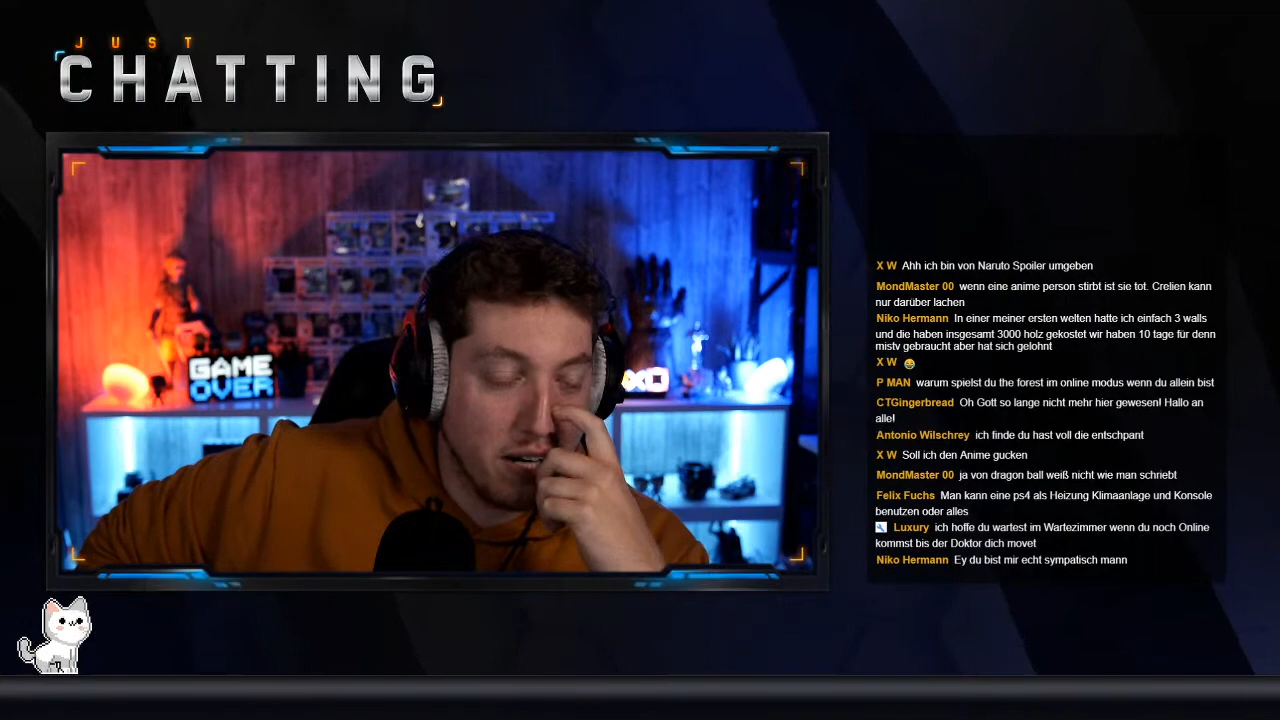 JUST
CHATTING
GAME
OVER
XO
X W Ahh ich bin von Naruto Spoiler umgeben
MondMaster 00 wenn eine anime person stirbt ist sie tot. Crelien kann
nur darüber lachen
Niko Hermann In einer meiner ersten welten hatte ich einfach 3 walls
und die haben insgesamt 3000 holz gekostet wir haben 10 tage für denn
mistv gebraucht aber hat sich gelohnt
X W 😂
P MAN warum spielst du the forest im online modus wenn du allein bist
CTGingerbread Oh Gott so lange nicht mehr hier gewesen! Hallo an
alle!
Antonio Wilschrey ich finde du hast voll die entschpant
X W Soll ich den Anime gucken
MondMaster 00 ja von dragon ball weiß nicht wie man schriebt
Felix Fuchs Man kann eine ps4 als Heizung Klimaanlage und Konsole
benutzen oder alles
Luxury ich hoffe du wartest im Wartezimmer wenn du noch Online
kommst bis der Doktor dich movet
Niko Hermann Ey du bist mir echt sympatisch mann